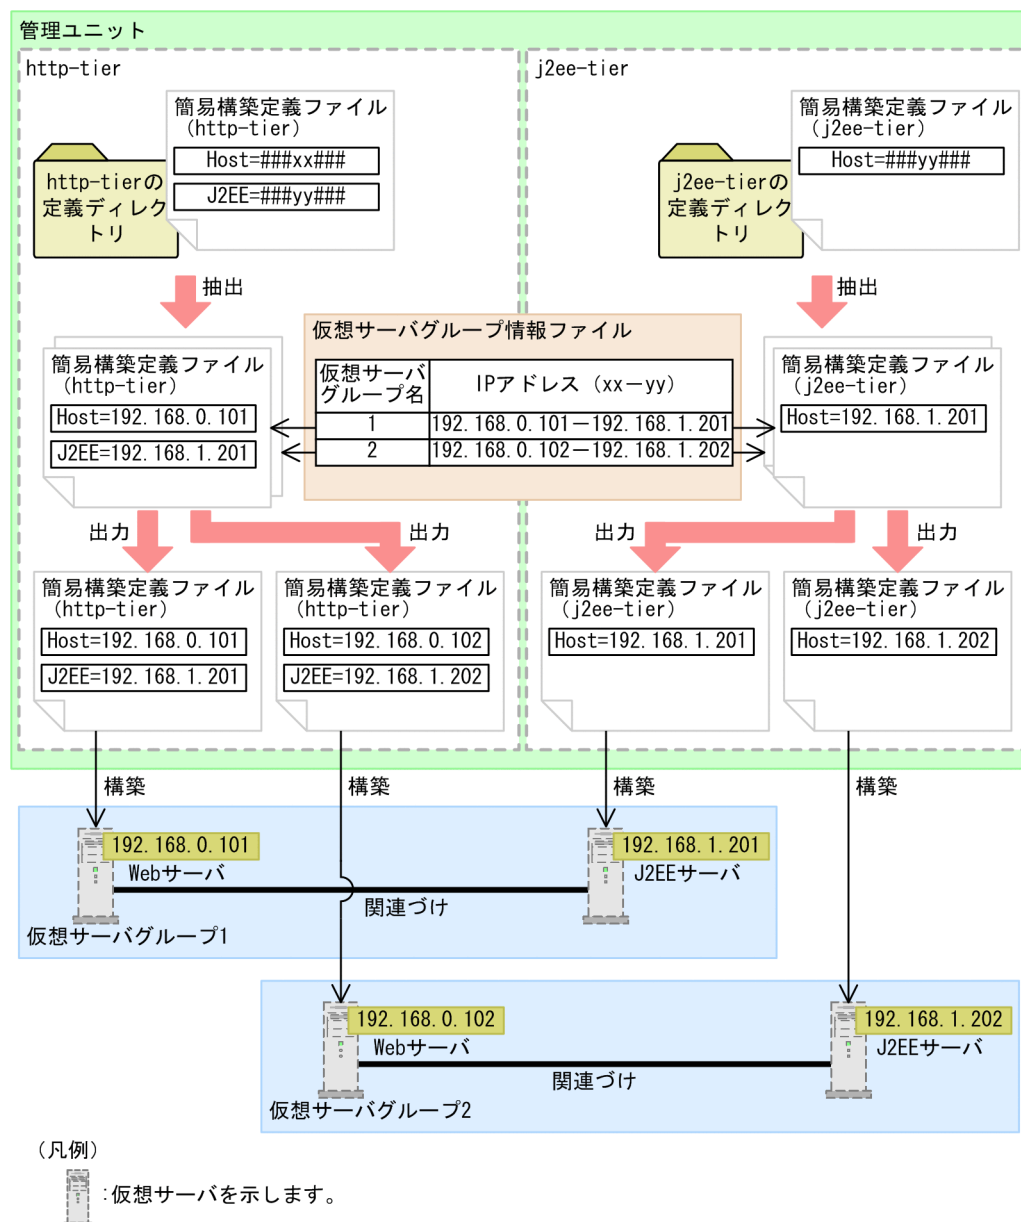 管理ユニット
http-tier
簡易構築定義ファイル
（http-tier）
Host=###xx###
J2EE=###yy###
http-tierの
定義ディレク
トリ
抽出
j2ee-tier
簡易構築定義ファイル
（j2ee-tier）
Host=###yy###
j2ee-tierの
定義ディレク
トリ
抽出
簡易構築定義ファイル
（http-tier）
Host=192.168.0.101
J2EE=192.168.1.201
仮想サーバグループ情報ファイル
仮想サーバ
グループ名
IPアドレス（xx－yy）
1
192.168.0.101－192.168.1.201
2
192.168.0.102－192.168.1.202
簡易構築定義ファイル
（j2ee-tier）
Host=192.168.1.201
出力
出力
出力
出力
簡易構築定義ファイル
（http-tier）
Host=192.168.0.101
J2EE=192.168.1.201
簡易構築定義ファイル
（http-tier）
Host=192.168.0.102
J2EE=192.168.1.202
簡易構築定義ファイル
（j2ee-tier）
Host=192.168.1.201
簡易構築定義ファイル
（j2ee-tier）
Host=192.168.1.202
構築
構築
構築
構築
192.168.0.101
Webサーバ
192.168.1.201
J2EEサーバ
関連づけ
仮想サーバグループ1
192.168.0.102
Webサーバ
192.168.1.202
J2EEサーバ
関連づけ
仮想サーバグループ2
（凡例）
：仮想サーバを示します。